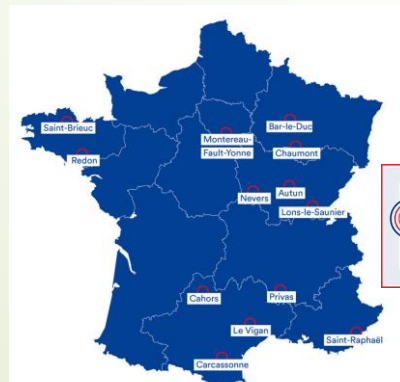 Saint-Brieuc
Bar-le-Duc
Montereau-
Fault-Yonne
Redon
Chaumont
Autun
Nevers
Lons-le-Saunier
Cahors
Privas
Le Vigan
Saint-Raphaël
Carcassonne